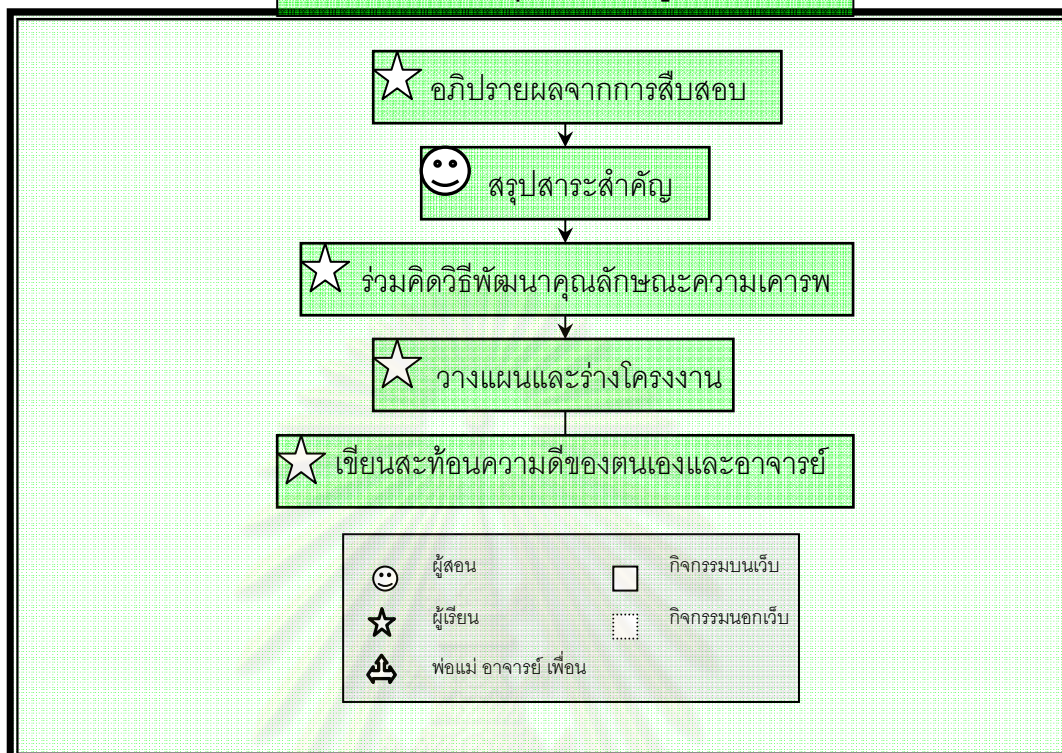 อภิปรายผลจากการสืบสอบ
สรุปสาระสำคัญ
ร่วมคิดวิธีพัฒนาคุณลักษณะความเคารพ
วางแผนและร่างโครงงาน
เขียนสะท้อนความดีของตนเองและอาจารย์
ผู้สอน
กิจกรรมบนเว็บ
ผู้เรียน
กิจกรรมนอกเว็บ
พ่อแม่ อาจารย์ เพื่อน